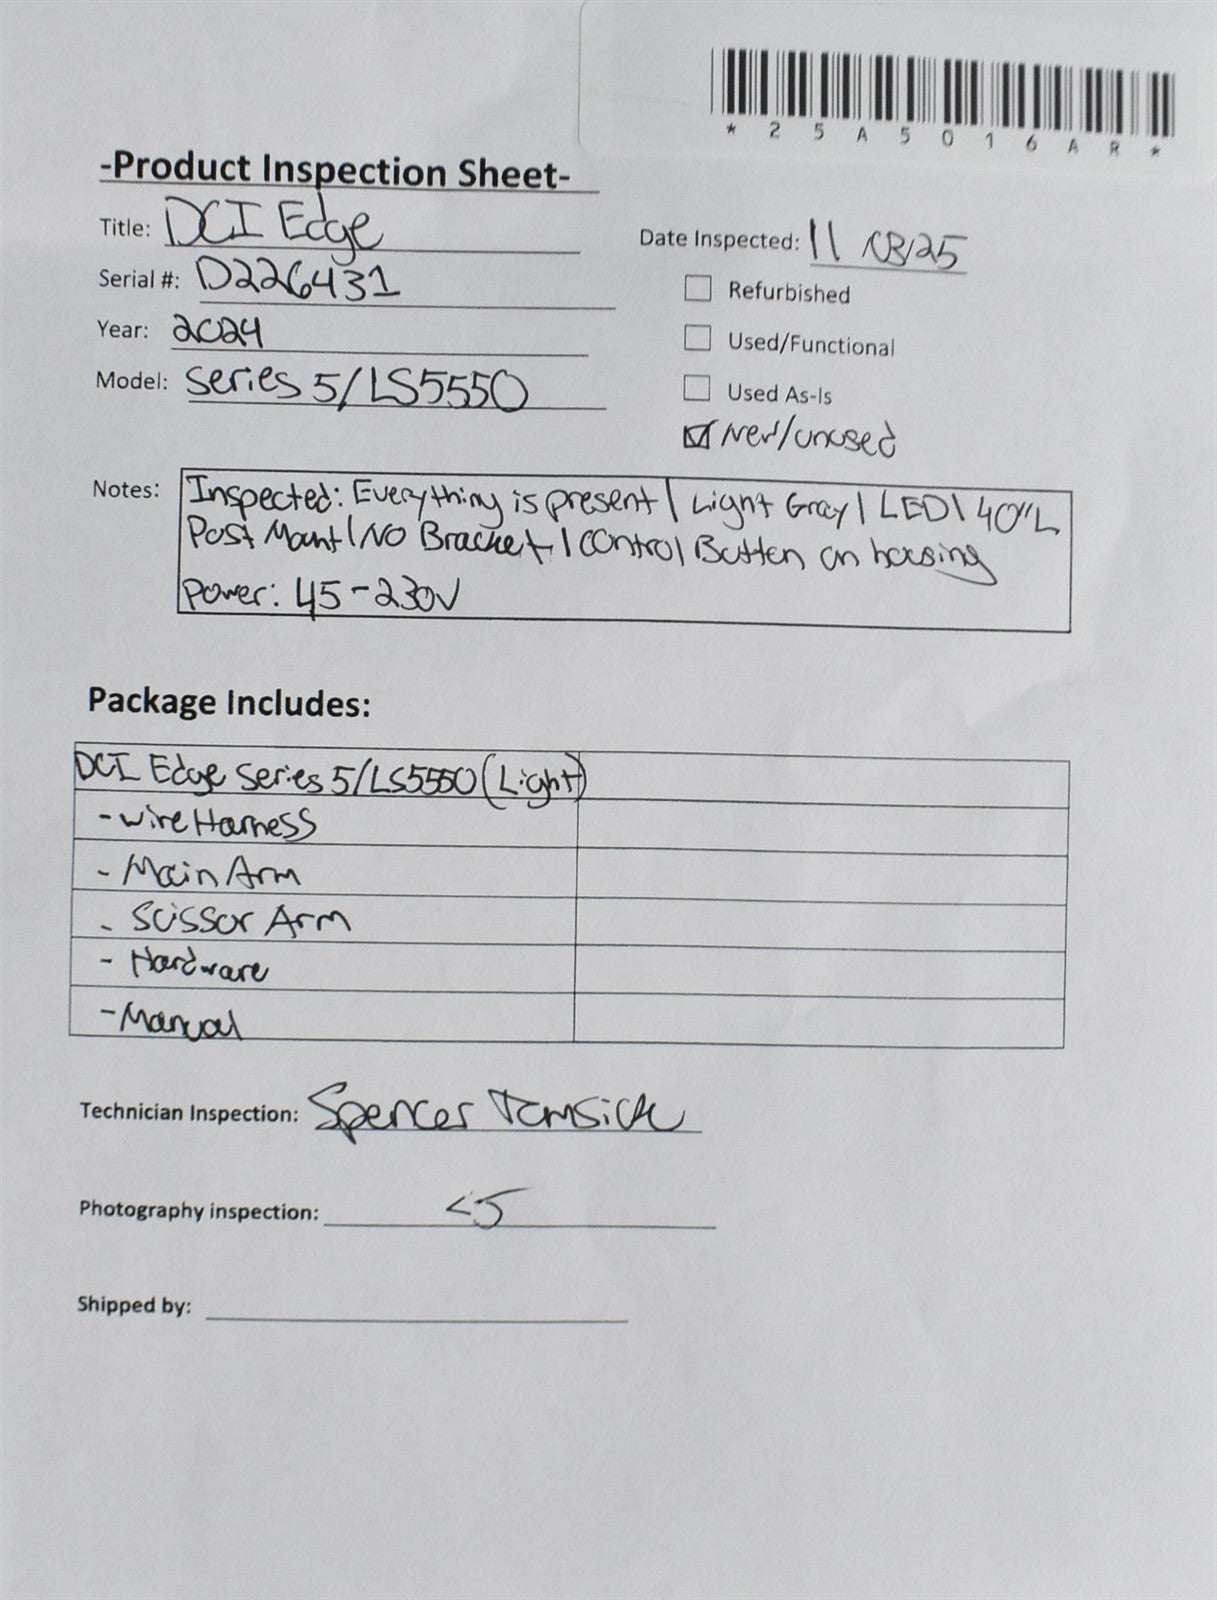 *25A5016AR*
-Product Inspection Sheet-
Title: DCI Edge
Serial #: D226431
Year: 2024
Model: Series 5/LS5550
Date Inspected: 11/03/25
Refurbished
Used/Functional
Used As-Is
New/unused
Notes: Inspected: Everything is present | Light Gray | LED | 40"L
Post Mount | NO Bracket | Control Button on housing
Power: 45-230V
Package Includes:
DCI Edge Series 5/LS5550 (Light)
- wire Harness
- Main Arm
- Scissor Arm
- Hardware
- Manual
Technician Inspection: Spencer
Photography inspection:
Shipped by: